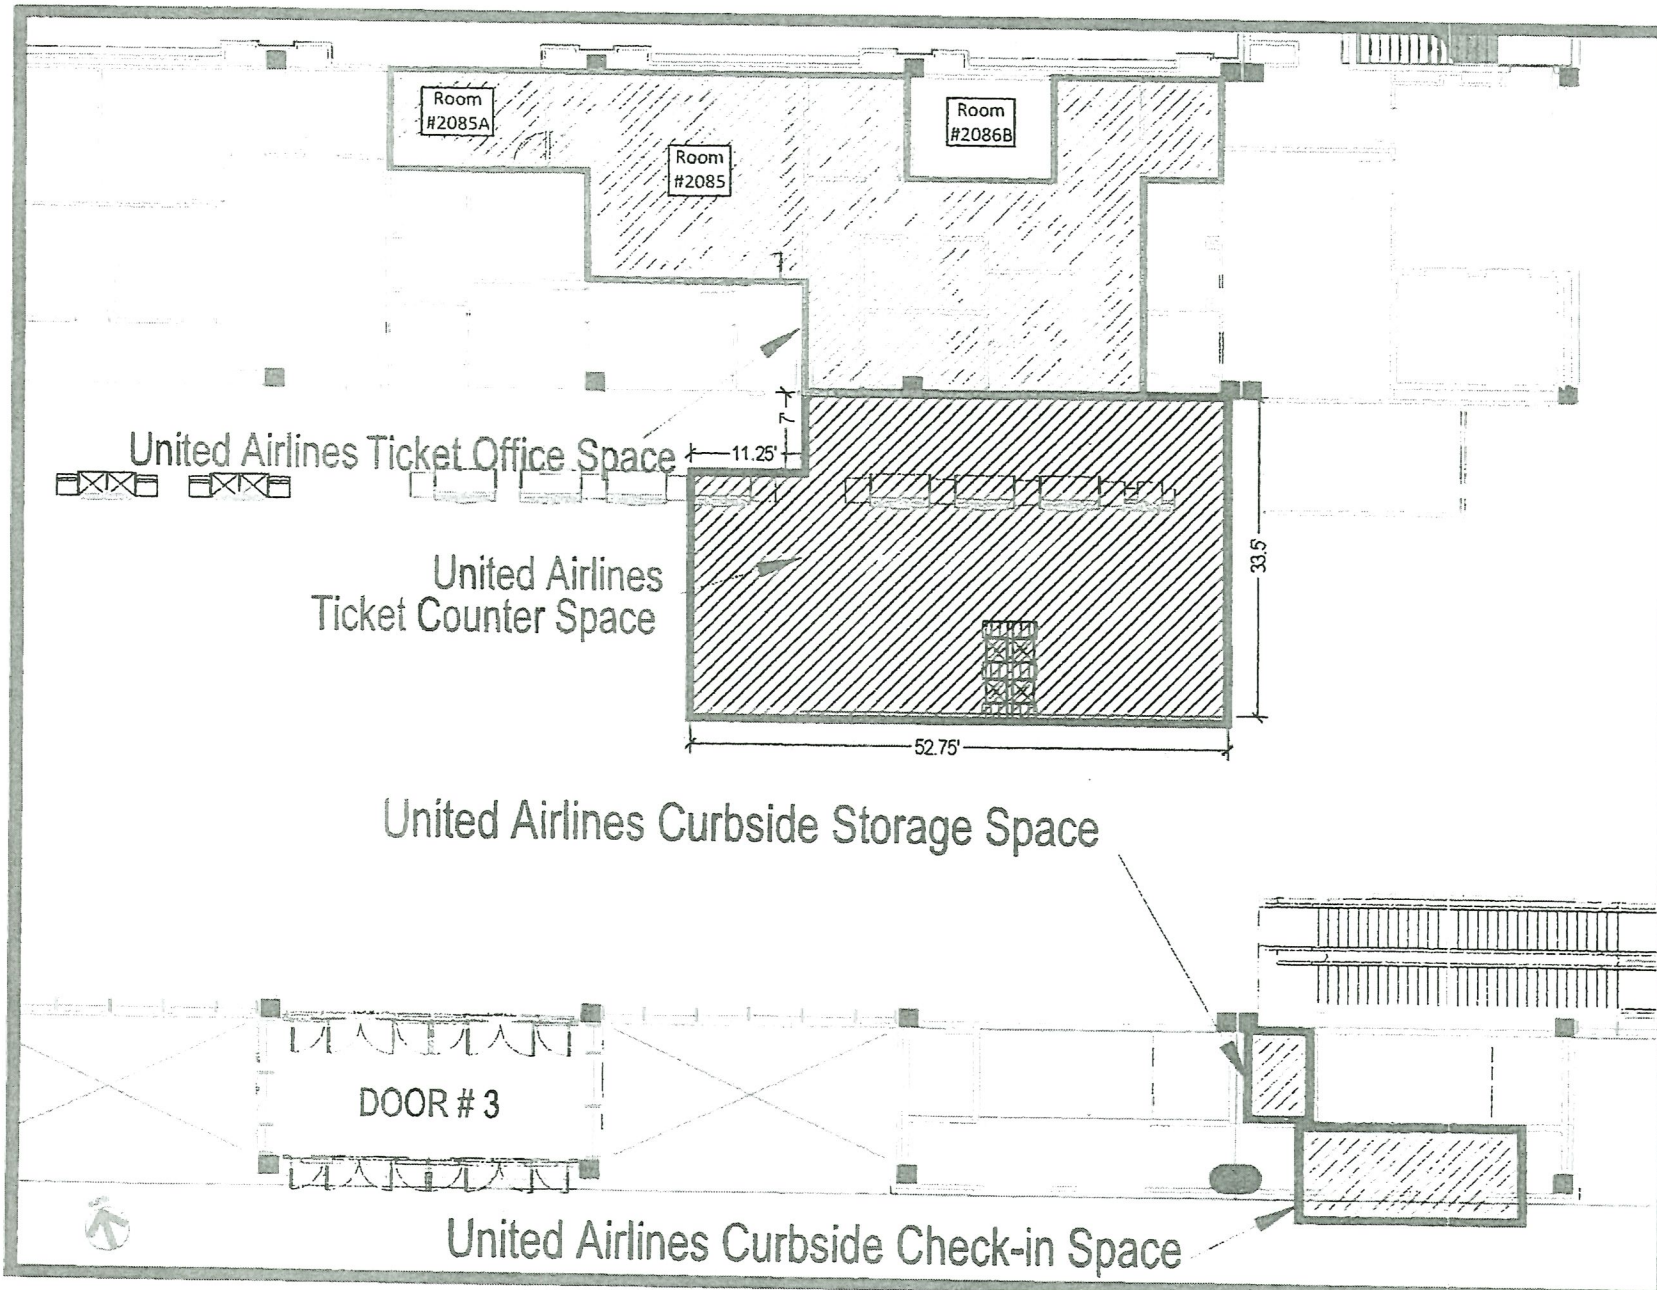 Room
#2085A
Room
#2086B
Room
#2085
7'
United Airlines Ticket Office Space
11.25'
United Airlines
Ticket Counter Space
33.5'
52.75'
United Airlines Curbside Storage Space
DOOR # 3
United Airlines Curbside Check-in Space